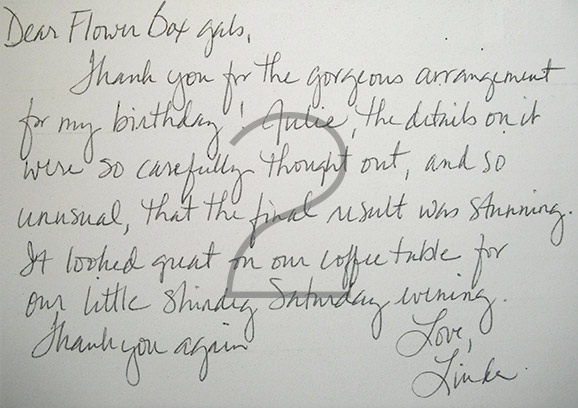 Dear Flower Box gals,
Thank you for the gorgeous arrangement
for my birthday! Julie, the details on it
were so carefully thought out, and so
unusual, that the final result was stunning.
It looked great on our coffee table for
our little shindig Saturday evening.
Thank you again
Love,
Linda.
2